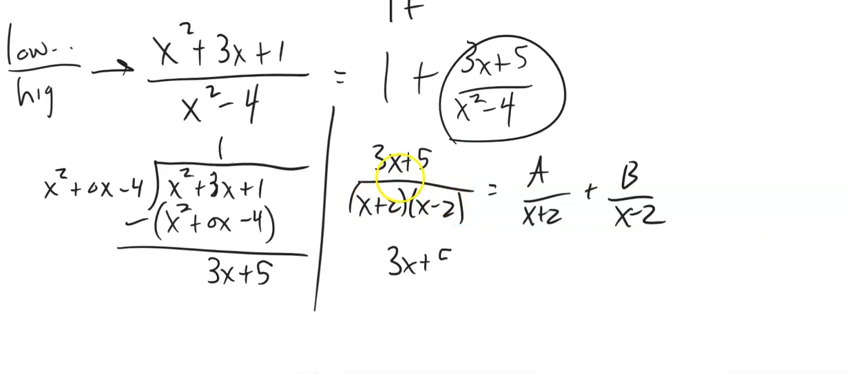 1+
low.. / hig → (x² + 3x + 1)/(x² - 4) = 1 + (3x+5)/(x² - 4)
1
x² + 0x - 4 ) x² + 3x + 1
- (x² + 0x - 4)
3x + 5
(3x+5)/((x+2)(x-2)) = A/(x+2) + B/(x-2)
3x + 5